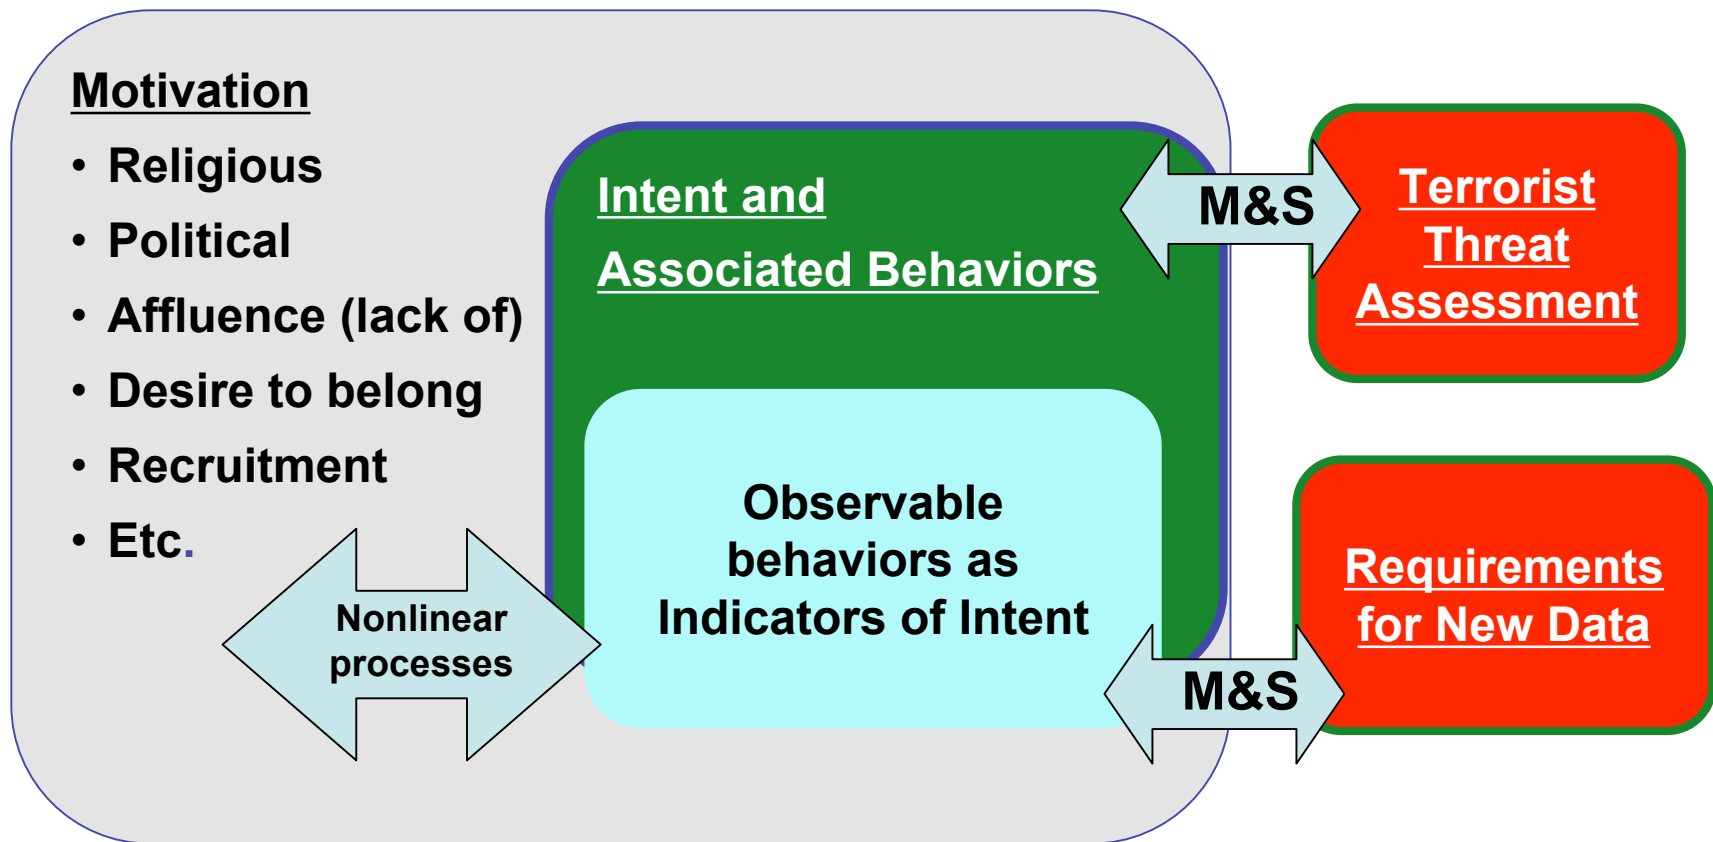 Motivation
• Religious
• Political
• Affluence (lack of)
• Desire to belong
• Recruitment
• Etc.
Nonlinear
processes
Intent and
Associated Behaviors
Observable
behaviors as
Indicators of Intent
M&S
Terrorist
Threat
Assessment
M&S
Requirements
for New Data